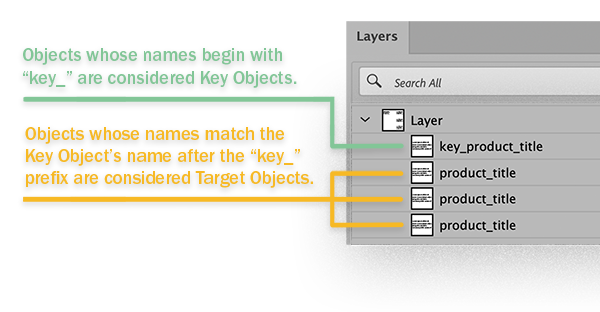 Layers
Objects whose names begin with
“key_” are considered Key Objects.
Search All
Objects whose names match the
Key Object’s name after the “key_”
prefix are considered Target Objects.
Layer
key_product_title
product_title
product_title
product_title